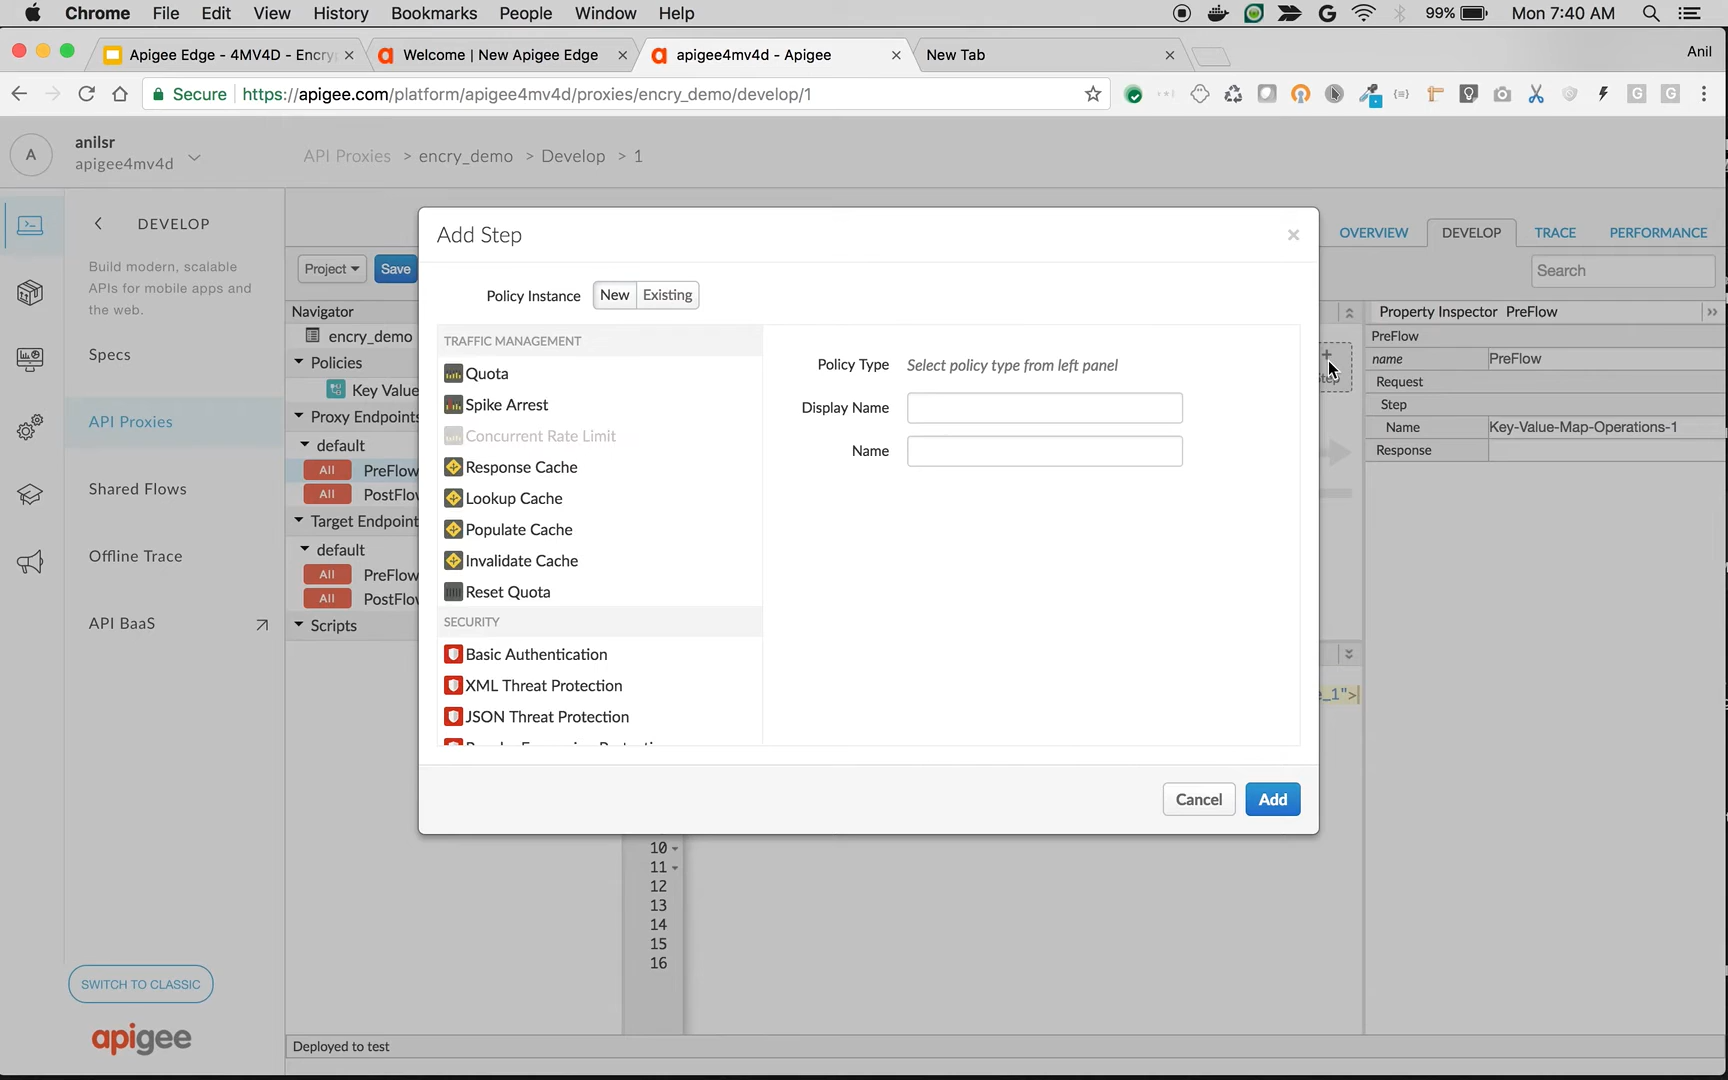 Chrome File Edit View History Bookmarks People Window Help 99% Mon 7:40 AM
Apigee Edge - 4MV4D - Encry
Welcome | New Apigee Edge
apigee4mv4d - Apigee
New Tab
Anil
Secure https://apigee.com/platform/apigee4mv4d/proxies/encry_demo/develop/1
A
anilsr
apigee4mv4d
API Proxies > encry_demo > Develop > 1
DEVELOP
Build modern, scalable
APIs for mobile apps and
the web.
Specs
API Proxies
Shared Flows
Offline Trace
API BaaS
SWITCH TO CLASSIC
apigee
Project Save
OVERVIEW DEVELOP TRACE PERFORMANCE
Search
Navigator
encry_demo
Policies
Key Value
Proxy Endpoints
default
All PreFlow
All PostFlow
Target Endpoint
default
All PreFlow
All PostFlow
Scripts
Add Step
Policy Instance New Existing
TRAFFIC MANAGEMENT
Quota
Spike Arrest
Concurrent Rate Limit
Response Cache
Lookup Cache
Populate Cache
Invalidate Cache
Reset Quota
SECURITY
Basic Authentication
XML Threat Protection
JSON Threat Protection
Policy Type Select policy type from left panel
Display Name
Name
Cancel Add
Property Inspector PreFlow
PreFlow
name PreFlow
Request
Step
Name Key-Value-Map-Operations-1
Response
_1">
10
11
12
13
14
15
16
Deployed to test